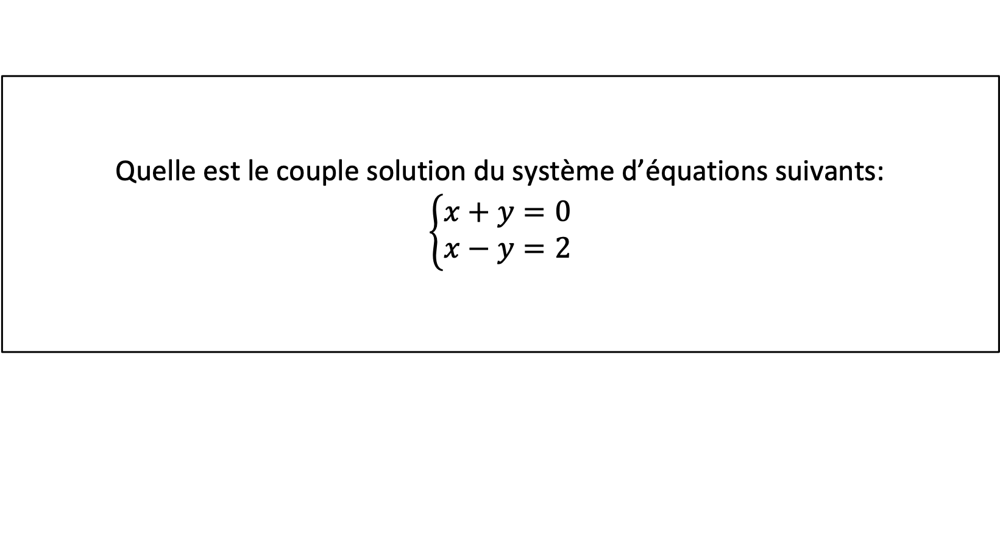 Quelle est le couple solution du système d’équations suivants:
x + y = 0
x − y = 2